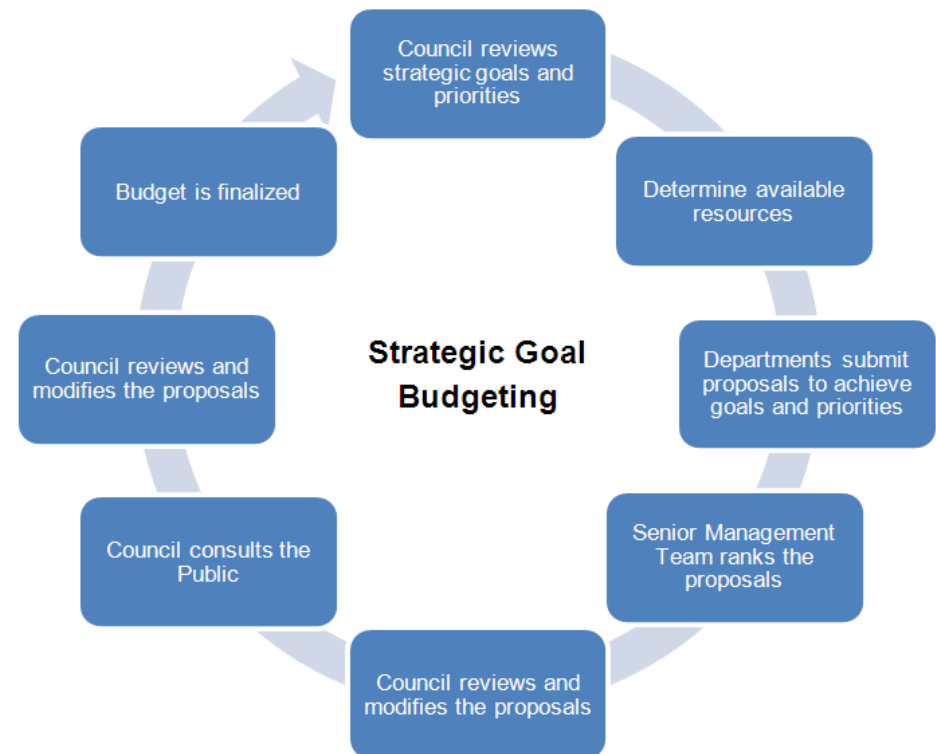 Council reviews
strategic goals and
priorities
Determine available
resources
Departments submit
proposals to achieve
goals and priorities
Senior Management
Team ranks the
proposals
Council reviews and
modifies the proposals
Council consults the
Public
Council reviews and
modifies the proposals
Budget is finalized
Strategic Goal
Budgeting